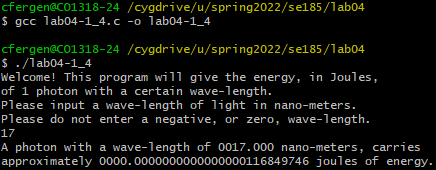 cfergen@CO1318-24 /cygdrive/u/spring2022/se185/lab04
$ gcc lab04-1_4.c -o lab04-1_4
cfergen@CO1318-24 /cygdrive/u/spring2022/se185/lab04
$ ./lab04-1_4
Welcome! This program will give the energy, in Joules,
of 1 photon with a certain wave-length.
Please input a wave-length of light in nano-meters.
Please do not enter a negative, or zero, wave-length.
17
A photon with a wave-length of 0017.000 nano-meters, carries
approximately 0000.0000000000000000116849746 joules of energy.